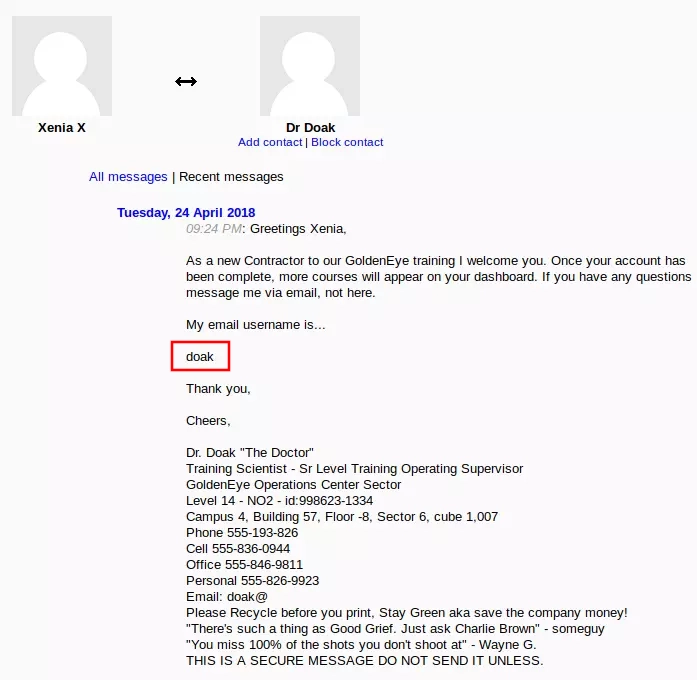 Xenia X
Dr Doak
Add contact | Block contact
All messages | Recent messages
Tuesday, 24 April 2018
09:24 PM: Greetings Xenia,
As a new Contractor to our GoldenEye training I welcome you. Once your account has
been complete, more courses will appear on your dashboard. If you have any questions
message me via email, not here.
My email username is...
doak
Thank you,
Cheers,
Dr. Doak "The Doctor"
Training Scientist - Sr Level Training Operating Supervisor
GoldenEye Operations Center Sector
Level 14 - NO2 - id:998623-1334
Campus 4, Building 57, Floor -8, Sector 6, cube 1,007
Phone 555-193-826
Cell 555-836-0944
Office 555-846-9811
Personal 555-826-9923
Email: doak@
Please Recycle before you print, Stay Green aka save the company money!
"There's such a thing as Good Grief. Just ask Charlie Brown" - someguy
"You miss 100% of the shots you don't shoot at" - Wayne G.
THIS IS A SECURE MESSAGE DO NOT SEND IT UNLESS.